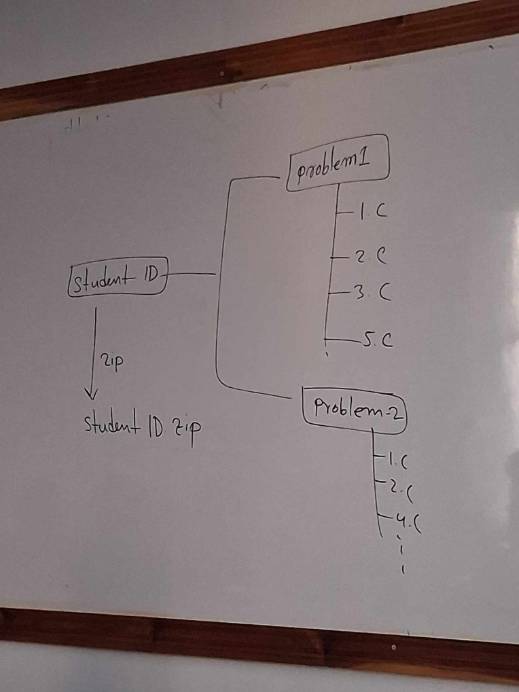 Problem1
1.C
2.C
3.C
5.C
Student ID
zip
Student ID zip
Problem-2
1.C
2.C
4.C